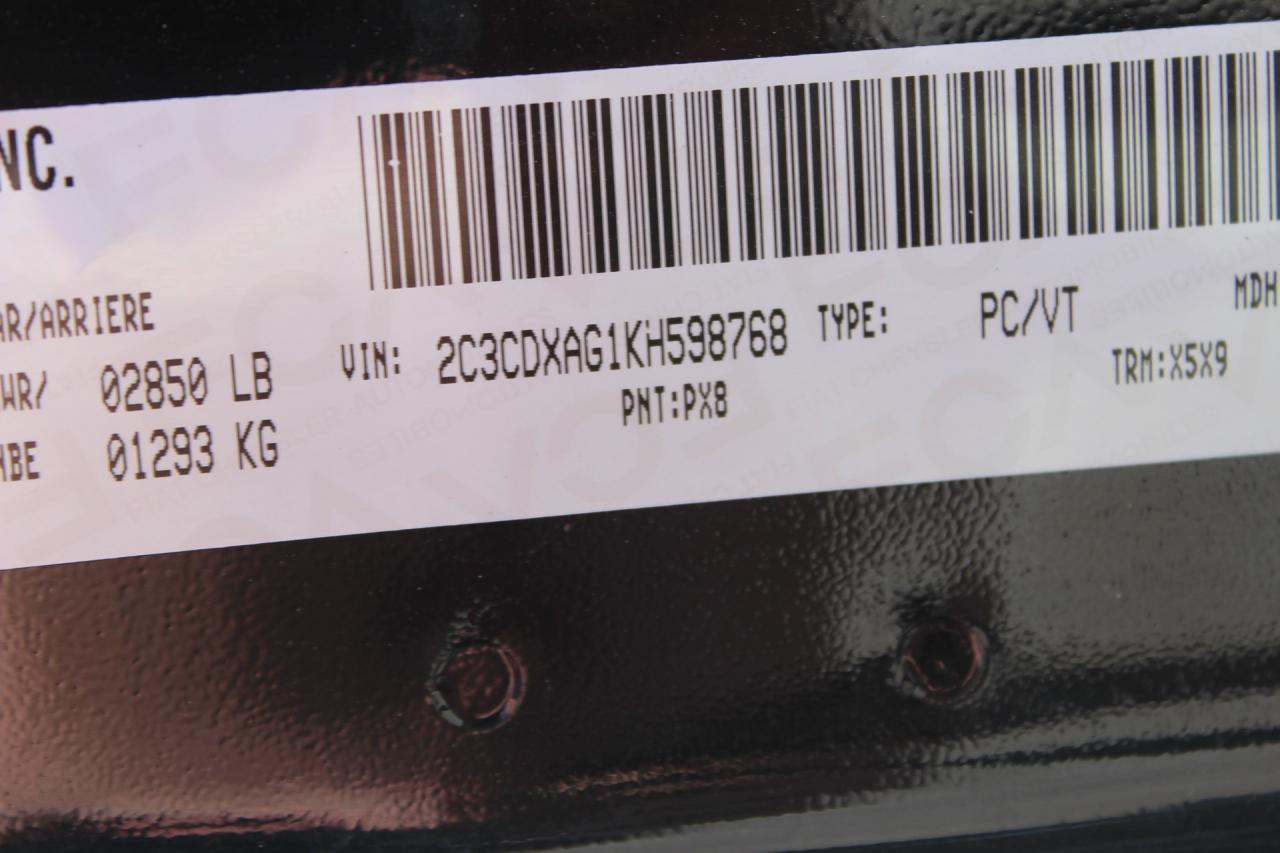 NC.
AR/ARRIERE
WR/ 02850 LB
MBE 01293 KG
VIN: 2C3CDXAG1KH598768 TYPE: PC/VT MDH
PNT:PX8 TRM:X5X9